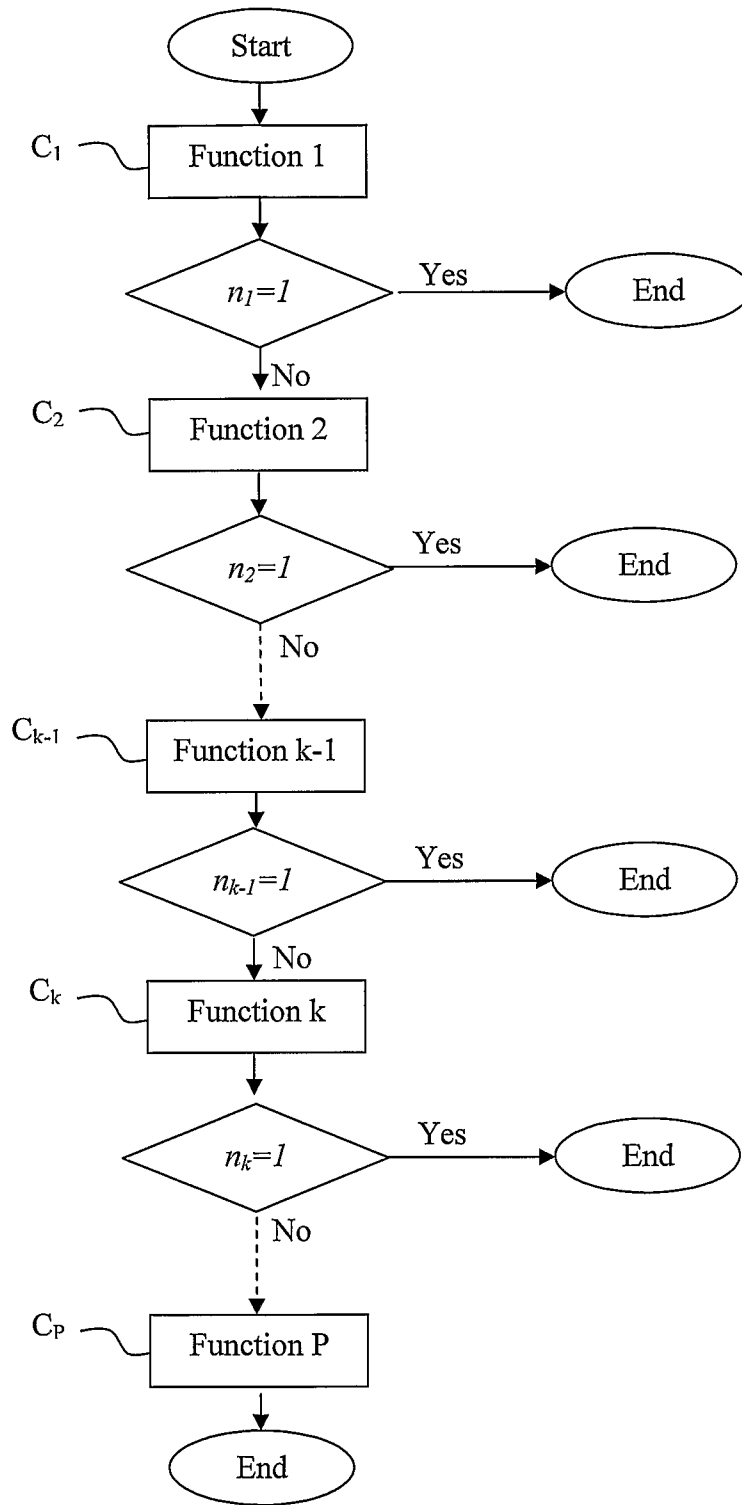 Start
C₁
Function 1
n₁=1
Yes
End
No
C₂
Function 2
n₂=1
Yes
End
No
Cₖ₋₁
Function k-1
nₖ₋₁=1
Yes
End
No
Cₖ
Function k
nₖ=1
Yes
End
No
C_P
Function P
End